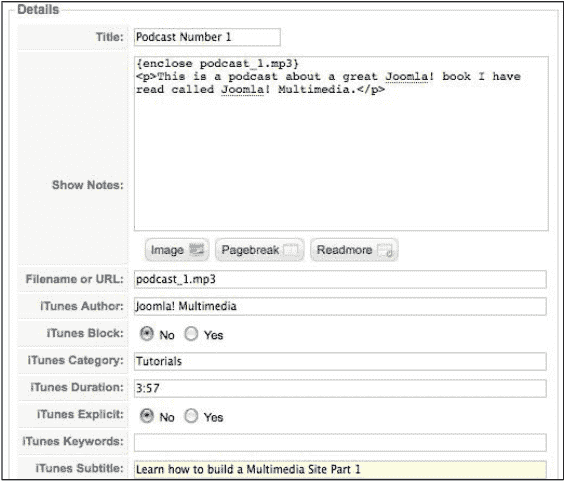 Details
Title: Podcast Number 1
{enclose podcast_1.mp3}
<p>This is a podcast about a great Joomla! book I have
read called Joomla! Multimedia.</p>
Show Notes:
Image Pagebreak Readmore
Filename or URL: podcast_1.mp3
iTunes Author: Joomla! Multimedia
iTunes Block: No Yes
iTunes Category: Tutorials
iTunes Duration: 3:57
iTunes Explicit: No Yes
iTunes Keywords:
iTunes Subtitle: Learn how to build a Multimedia Site Part 1